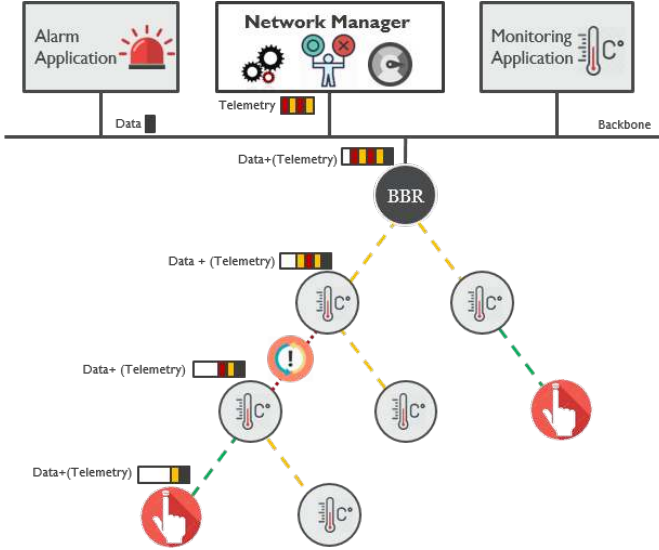 Alarm
Application
Network Manager
Monitoring
Application
C°
Telemetry
Data
Backbone
Data+(Telemetry)
BBR
Data + (Telemetry)
C°
C°
!
Data+ (Telemetry)
C°
C°
Data+(Telemetry)
C°